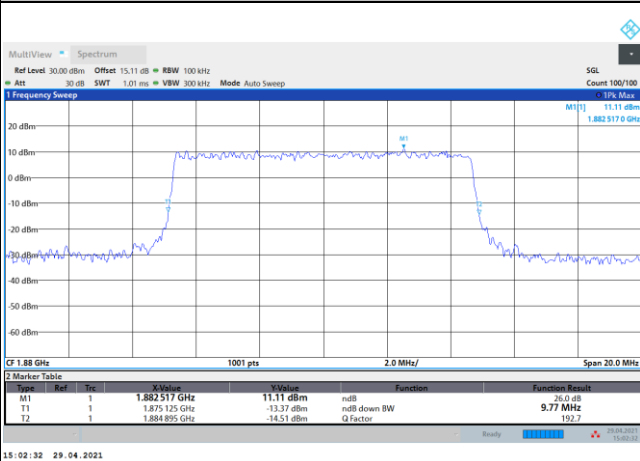 MultiView Spectrum
Ref Level 30.00 dBm Offset 15.11 dB RBW 100 kHz SGL
Att 30 dB SWT 1.01 ms VBW 300 kHz Mode Auto Sweep Count 100/100
1 Frequency Sweep 1Pk Max
M1[1] 11.11 dBm
1.882 517 0 GHz
20 dBm
M1
10 dBm
0 dBm
-10 dBm
-20 dBm
-30 dBm
-40 dBm
-50 dBm
-60 dBm
CF 1.88 GHz 1001 pts 2.0 MHz/ Span 20.0 MHz
2 Marker Table
Type Ref Trc X-Value Y-Value Function Function Result
M1 1 1.882 517 GHz 11.11 dBm ndB 26.0 dB
T1 1 1.875 125 GHz -13.37 dBm ndB down BW 9.77 MHz
T2 1 1.884 895 GHz -14.51 dBm Q Factor 192.7
Ready 29.04.2021
15:02:32
15:02:32 29.04.2021